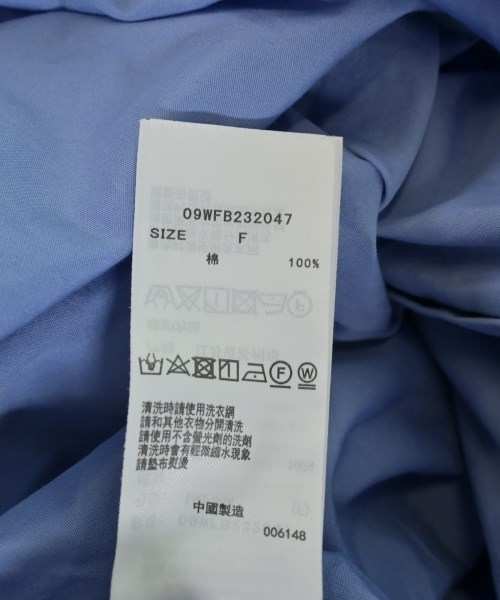 09WFB232047
SIZE F
棉 100%
F W
清洗時請使用洗衣網
請和其他衣物分開清洗
請使用不含螢光劑的洗劑
清洗時會有輕微縮水現象
請墊布熨燙
中國製造
006148